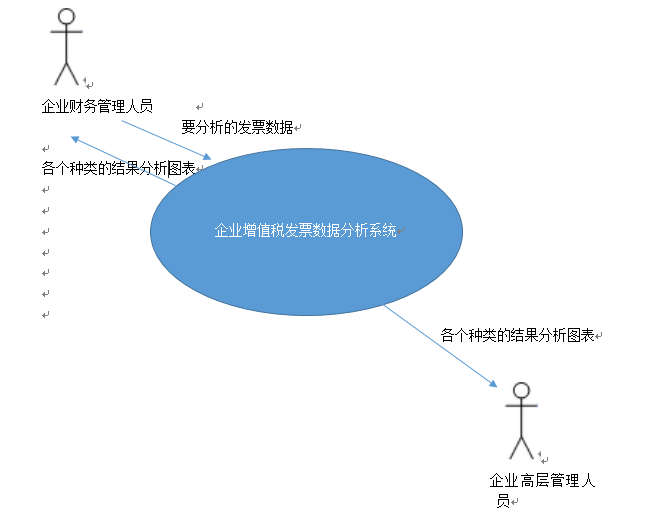 企业财务管理人员
要分析的发票数据
各个种类的结果分析图表
企业增值税发票数据分析系统
各个种类的结果分析图表
企业高层管理人
员